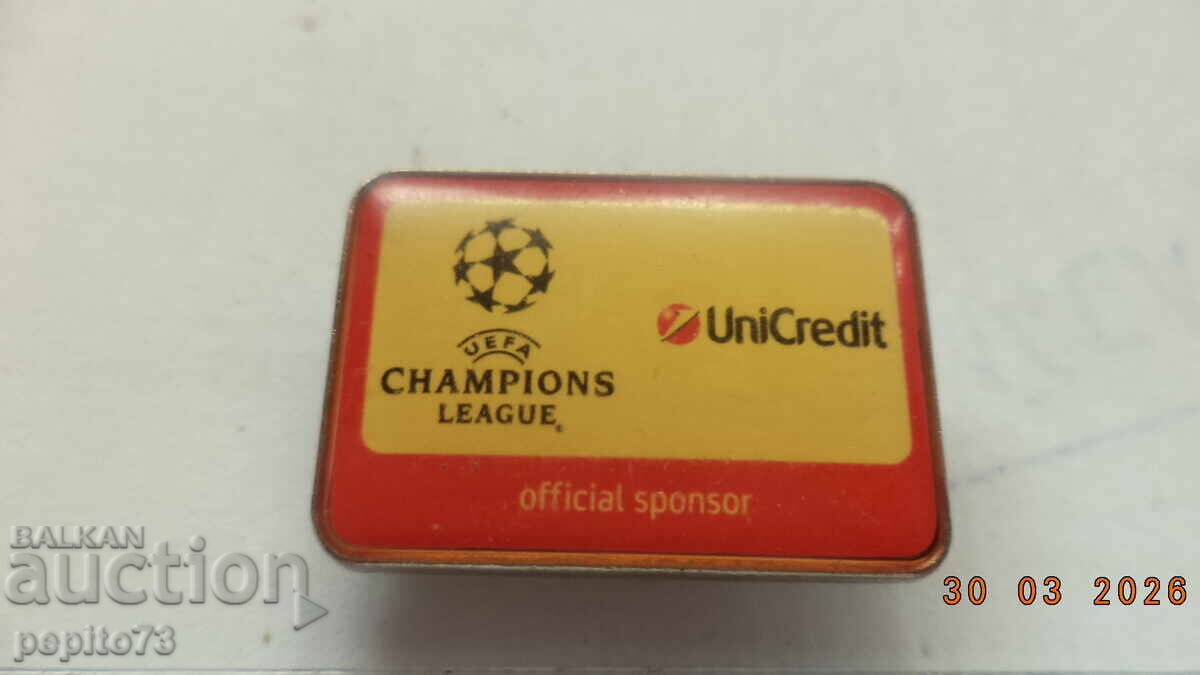 UEFA
CHAMPIONS
LEAGUE®
UniCredit
official sponsor
BALKAN
auction
pepito73
30 03 2026